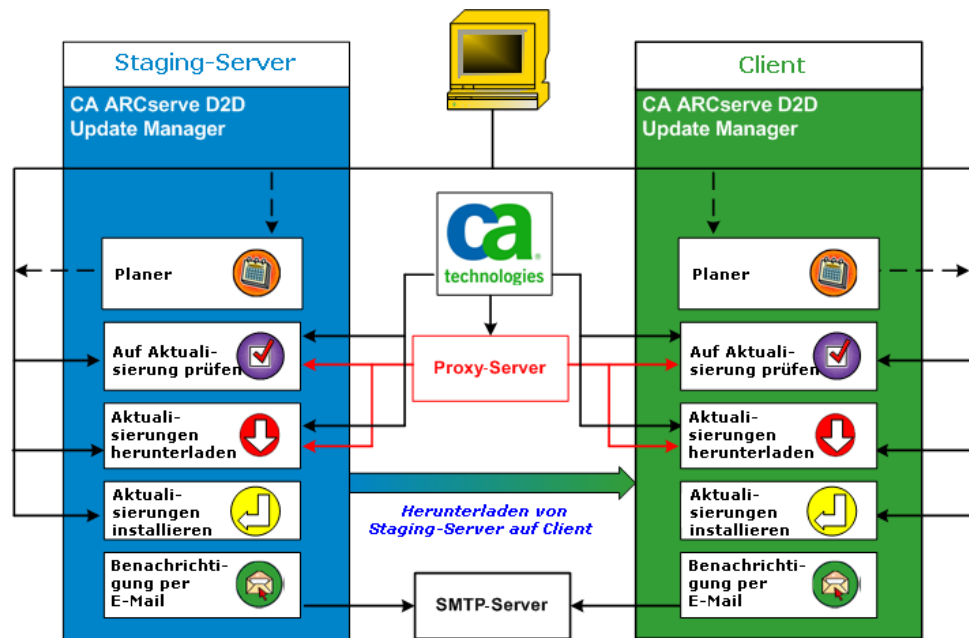 Staging-Server
CA ARCserve D2D
Update Manager
Planer
Auf Aktuali-
sierung prüfen
Aktuali-
sierungen
herunterladen
Aktuali-
sierungen
installieren
Benachrichti-
gung per
E-Mail
ca
technologies
®
Proxy-Server
Herunterladen von
Staging-Server auf Client
SMTP-Server
Client
CA ARCserve D2D
Update Manager
Planer
Auf Aktuali-
sierung prüfen
Aktuali-
sierungen
herunterladen
Aktuali-
sierungen
installieren
Benachrichti-
gung per
E-Mail